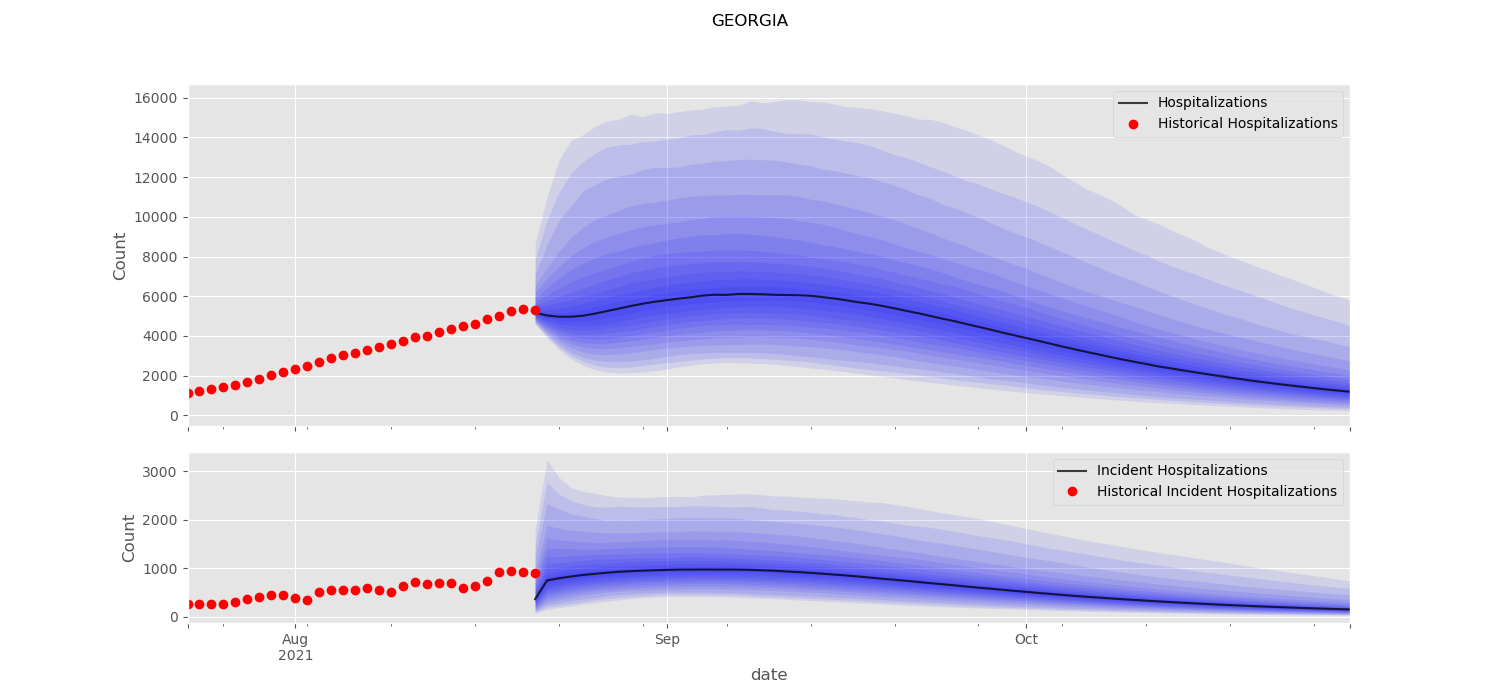 GEORGIA
16000
14000
12000
10000
8000
6000
4000
2000
0
Count
Hospitalizations
Historical Hospitalizations
3000
2000
1000
0
Count
Incident Hospitalizations
Historical Incident Hospitalizations
Aug
2021
Sep
Oct
date